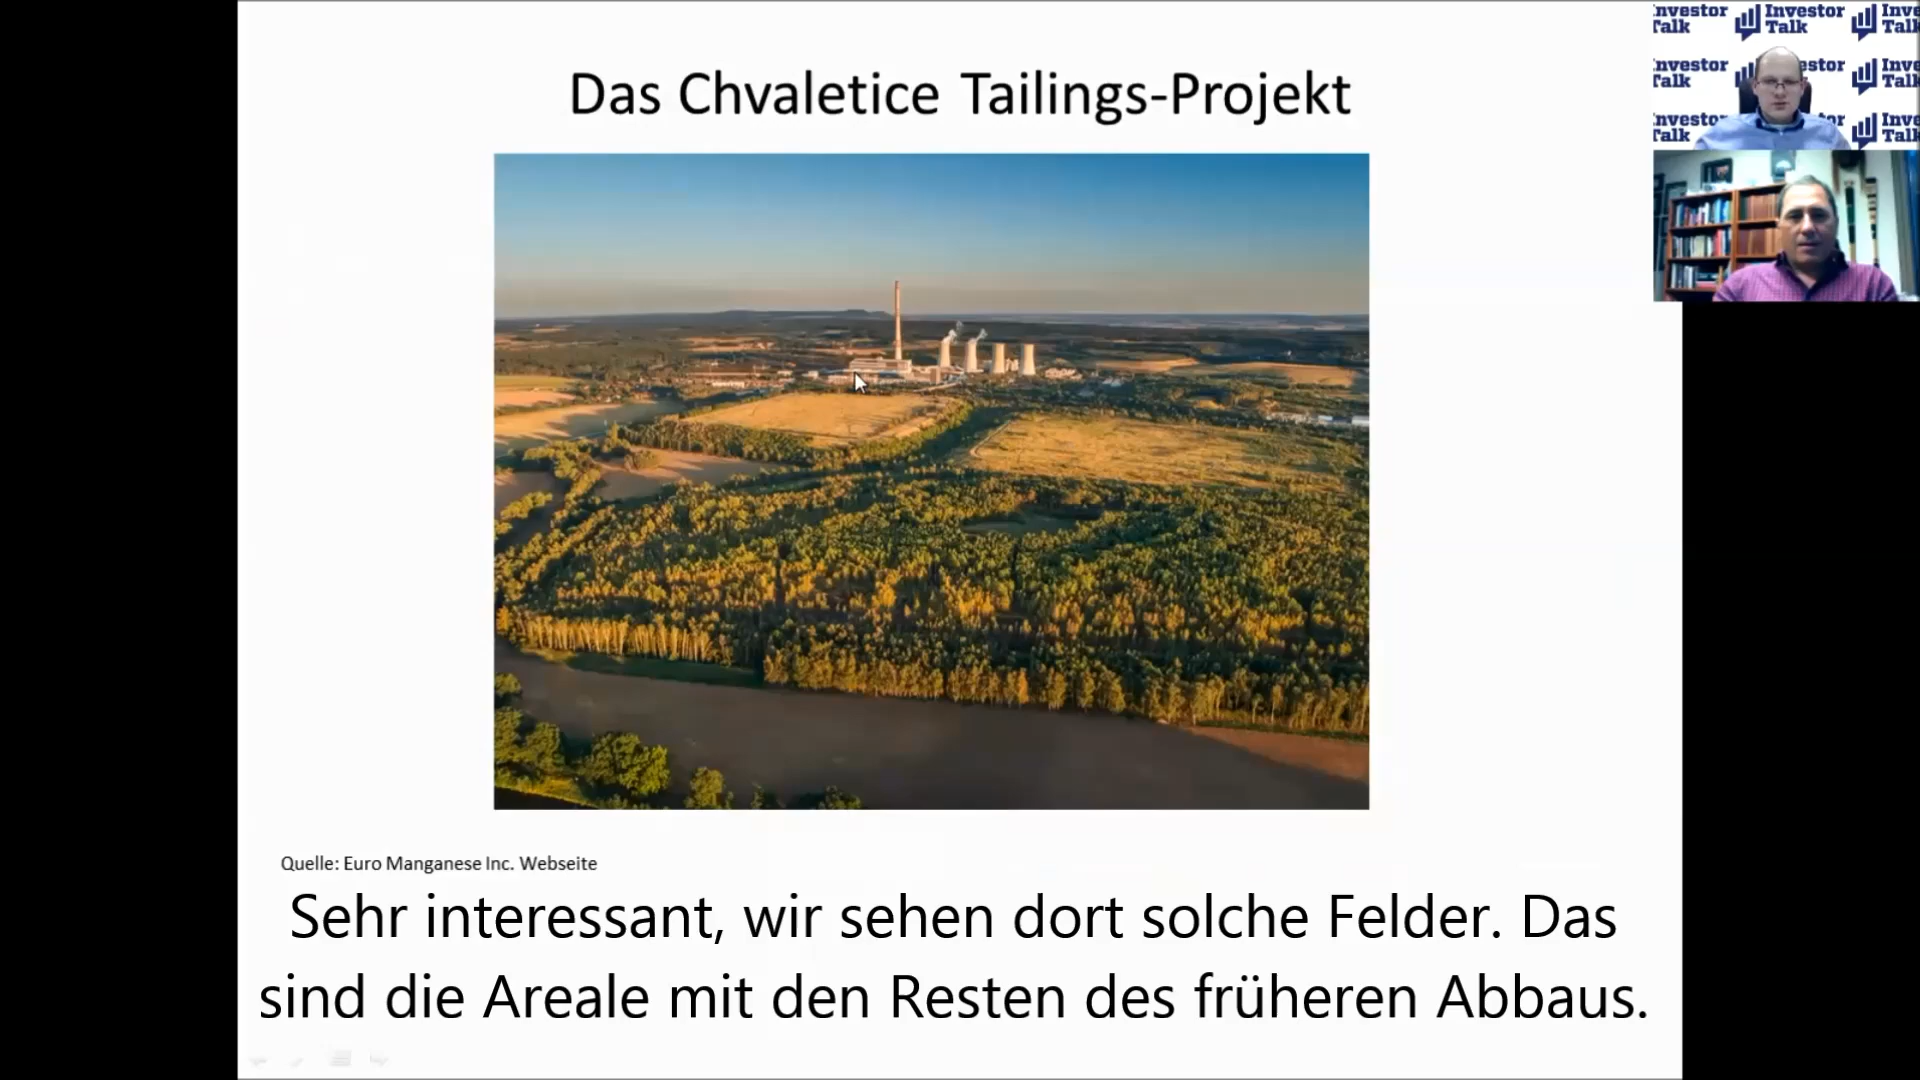 Das Chvaletice Tailings-Projekt
Investor Talk
Quelle: Euro Manganese Inc. Webseite
Sehr interessant, wir sehen dort solche Felder. Das
sind die Areale mit den Resten des früheren Abbaus.